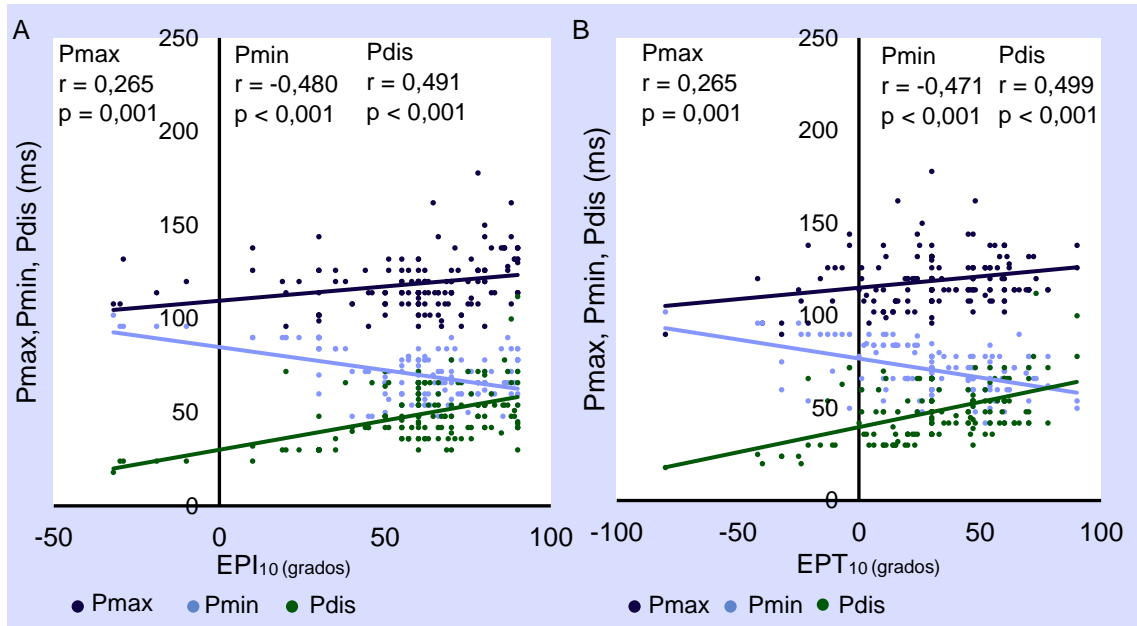 A
250
Pmax
r = 0,265
p = 0,001
Pmin
r = -0,480
p < 0,001
Pdis
r = 0,491
p < 0,001
200
150
100
50
0
Pmax,Pmin, Pdis (ms)
-50
0
50
100
EPI10 (grados)
Pmax
Pmin
Pdis
B
250
Pmax
r = 0,265
p = 0,001
Pmin
r = -0,471
p < 0,001
Pdis
r = 0,499
p < 0,001
200
150
100
50
0
Pmax, Pmin, Pdis (ms)
-100
-50
0
50
100
EPT10 (grados)
Pmax
Pmin
Pdis